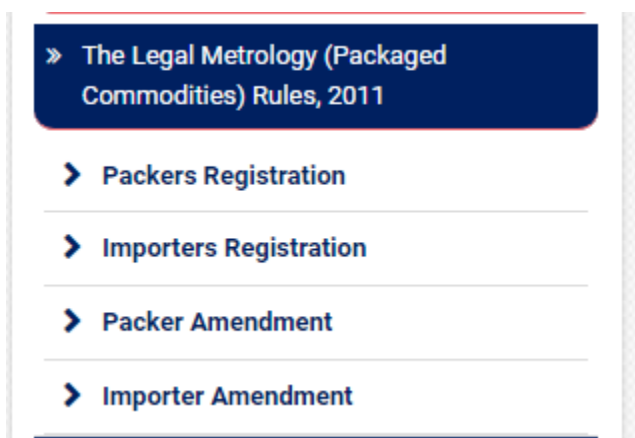 » The Legal Metrology (Packaged
Commodities) Rules, 2011
Packers Registration
Importers Registration
Packer Amendment
Importer Amendment